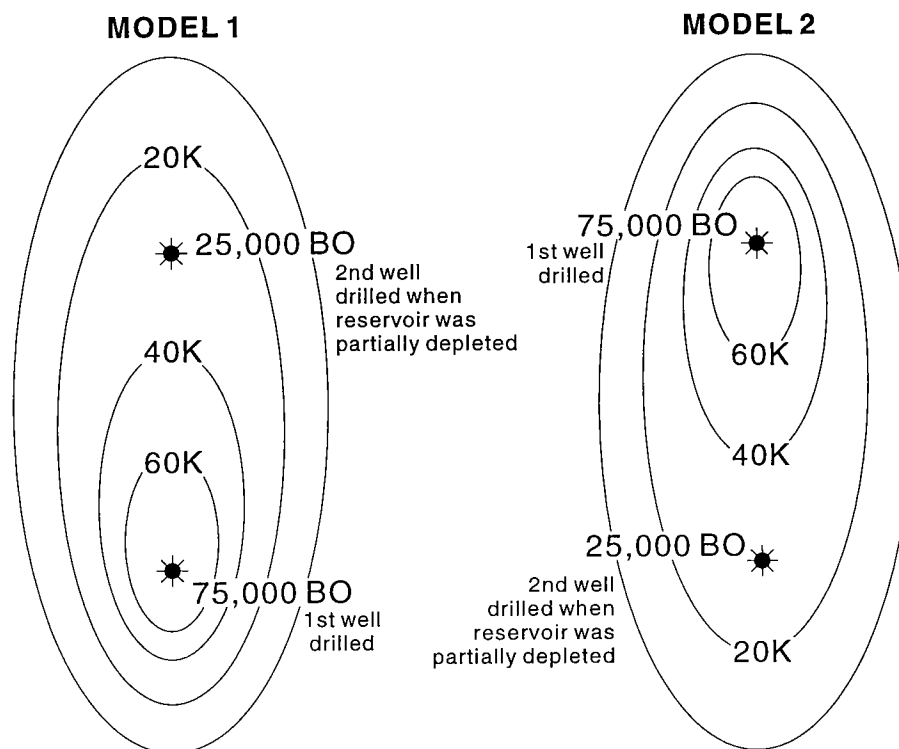 MODEL 1
20K
25,000 BO
2nd well
drilled when
reservoir was
partially depleted
40K
60K
75,000 BO
1st well
drilled
MODEL 2
75,000 BO
1st well
drilled
60K
40K
25,000 BO
2nd well
drilled when
reservoir was
partially depleted
20K